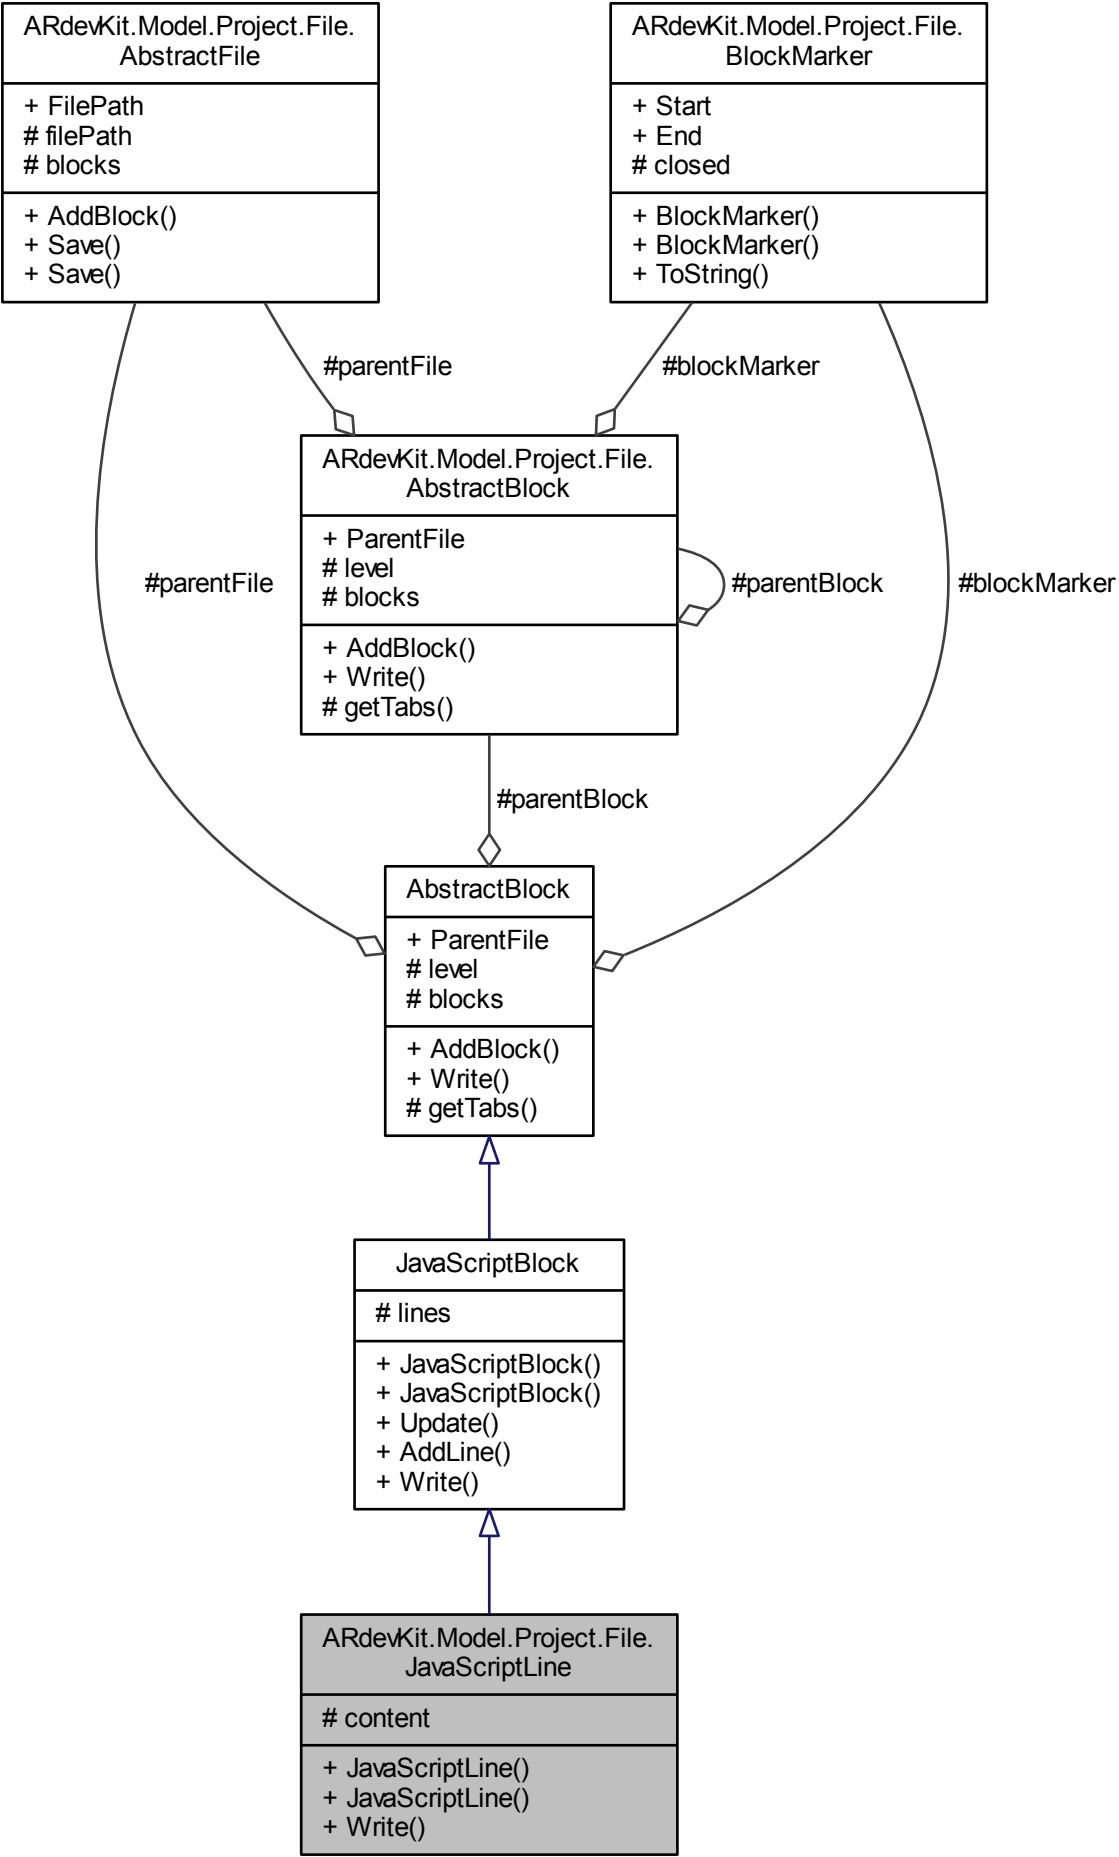 ARdevKit.Model.Project.File.
AbstractFile
+ FilePath
# filePath
# blocks
+ AddBlock()
+ Save()
+ Save()
ARdevKit.Model.Project.File.
BlockMarker
+ Start
+ End
# closed
+ BlockMarker()
+ BlockMarker()
+ ToString()
#parentFile
#blockMarker
ARdevKit.Model.Project.File.
AbstractBlock
+ ParentFile
# level
# blocks
+ AddBlock()
+ Write()
# getTabs()
#parentFile
#parentBlock
#blockMarker
#parentBlock
AbstractBlock
+ ParentFile
# level
# blocks
+ AddBlock()
+ Write()
# getTabs()
JavaScriptBlock
# lines
+ JavaScriptBlock()
+ JavaScriptBlock()
+ Update()
+ AddLine()
+ Write()
ARdevKit.Model.Project.File.
JavaScriptLine
# content
+ JavaScriptLine()
+ JavaScriptLine()
+ Write()